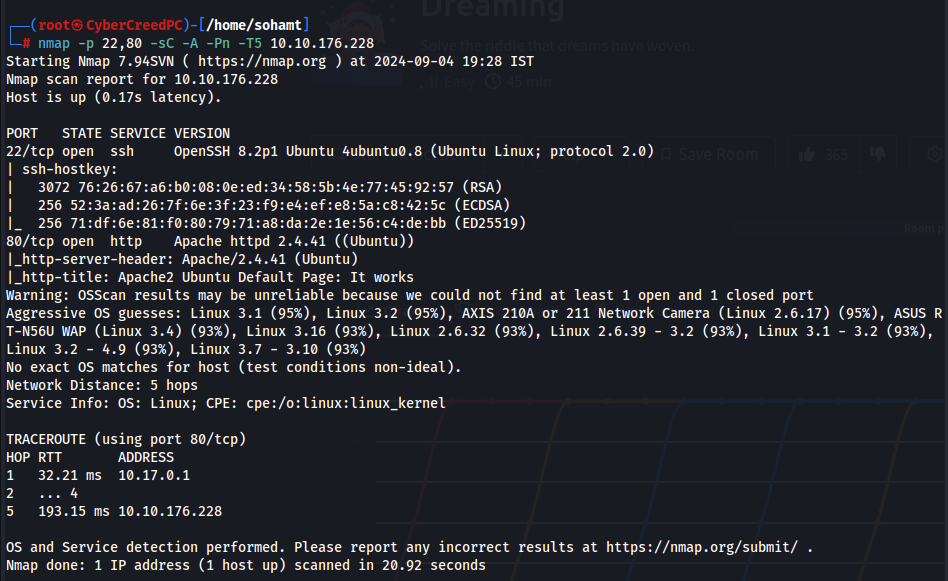 Dreaming
Solve the riddle that dreams have woven.
Easy 45 min
Save Room 365
Room p
┌──(root㉿CyberCreedPC)-[/home/sohamt]
└─# nmap -p 22,80 -sC -A -Pn -T5 10.10.176.228
Starting Nmap 7.94SVN ( https://nmap.org ) at 2024-09-04 19:28 IST
Nmap scan report for 10.10.176.228
Host is up (0.17s latency).
PORT   STATE SERVICE VERSION
22/tcp open  ssh     OpenSSH 8.2p1 Ubuntu 4ubuntu0.8 (Ubuntu Linux; protocol 2.0)
| ssh-hostkey:
|   3072 76:26:67:a6:b0:08:0e:ed:34:58:5b:4e:77:45:92:57 (RSA)
|   256 52:3a:ad:26:7f:6e:3f:23:f9:e4:ef:e8:5a:c8:42:5c (ECDSA)
|_  256 71:df:6e:81:f0:80:79:71:a8:da:2e:1e:56:c4:de:bb (ED25519)
80/tcp open  http    Apache httpd 2.4.41 ((Ubuntu))
|_http-server-header: Apache/2.4.41 (Ubuntu)
|_http-title: Apache2 Ubuntu Default Page: It works
Warning: OSScan results may be unreliable because we could not find at least 1 open and 1 closed port
Aggressive OS guesses: Linux 3.1 (95%), Linux 3.2 (95%), AXIS 210A or 211 Network Camera (Linux 2.6.17) (95%), ASUS R
T-N56U WAP (Linux 3.4) (93%), Linux 3.16 (93%), Linux 2.6.32 (93%), Linux 2.6.39 - 3.2 (93%), Linux 3.1 - 3.2 (93%),
Linux 3.2 - 4.9 (93%), Linux 3.7 - 3.10 (93%)
No exact OS matches for host (test conditions non-ideal).
Network Distance: 5 hops
Service Info: OS: Linux; CPE: cpe:/o:linux:linux_kernel
TRACEROUTE (using port 80/tcp)
HOP RTT       ADDRESS
1   32.21 ms  10.17.0.1
2   ... 4
5   193.15 ms 10.10.176.228
OS and Service detection performed. Please report any incorrect results at https://nmap.org/submit/ .
Nmap done: 1 IP address (1 host up) scanned in 20.92 seconds